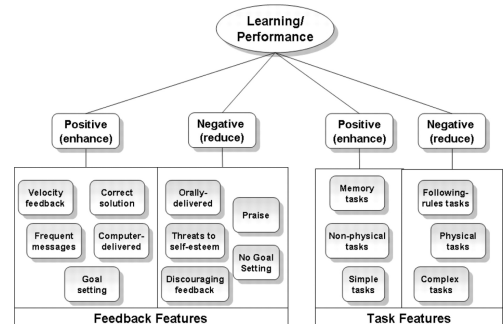 Learning/
Performance
Positive
(enhance)
Negative
(reduce)
Positive
(enhance)
Negative
(reduce)
Velocity
feedback
Correct
solution
Frequent
messages
Computer-
delivered
Goal
setting
Orally-
delivered
Praise
Threats to
self-esteem
No Goal
Setting
Discouraging
feedback
Memory
tasks
Non-physical
tasks
Simple
tasks
Following-
rules tasks
Physical
tasks
Complex
tasks
Feedback Features
Task Features